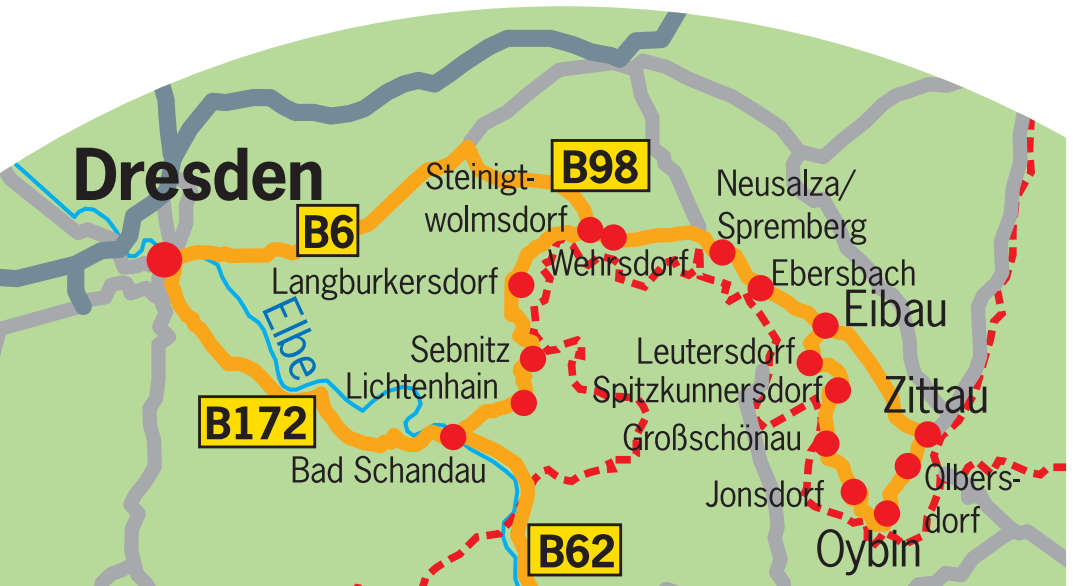 Dresden
B6
Steinigt-
wolmsdorf
B98
Neusalza/
Spremberg
Wehrsdorf
Langburkersdorf
Ebersbach
Eibau
Elbe
Sebnitz
Leutersdorf
Lichtenhain
Spitzkunnersdorf
Zittau
B172
Großschönau
Bad Schandau
Jonsdorf
Olbers-
dorf
Oybin
B62